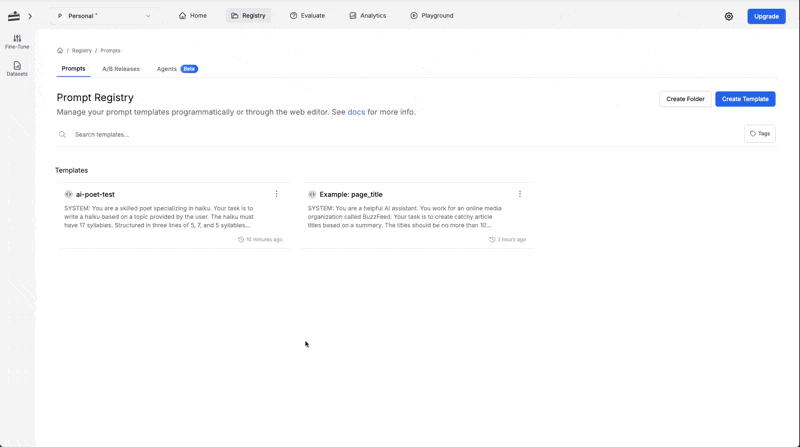 P Personal
Home
Registry
Evaluate
Analytics
Playground
Upgrade
Fine-Tune
Datasets
/ Registry / Prompts
Prompts
A/B Releases
Agents Beta
Prompt Registry
Manage your prompt templates programmatically or through the web editor. See docs for more info.
Create Folder
Create Template
Search templates...
Tags
Templates
ai-poet-test
SYSTEM: You are a skilled poet specializing in haiku. Your task is to
write a haiku based on a topic provided by the user. The haiku must
have 17 syllables. Structured in three lines of 5, 7, and 5 syllables...
10 minutes ago
Example: page_title
SYSTEM: You are a helpful AI assistant. You work for an online media
organization called BuzzFeed. Your task is to create catchy article
titles based on a summary. The titles should be no more than 10...
3 hours ago